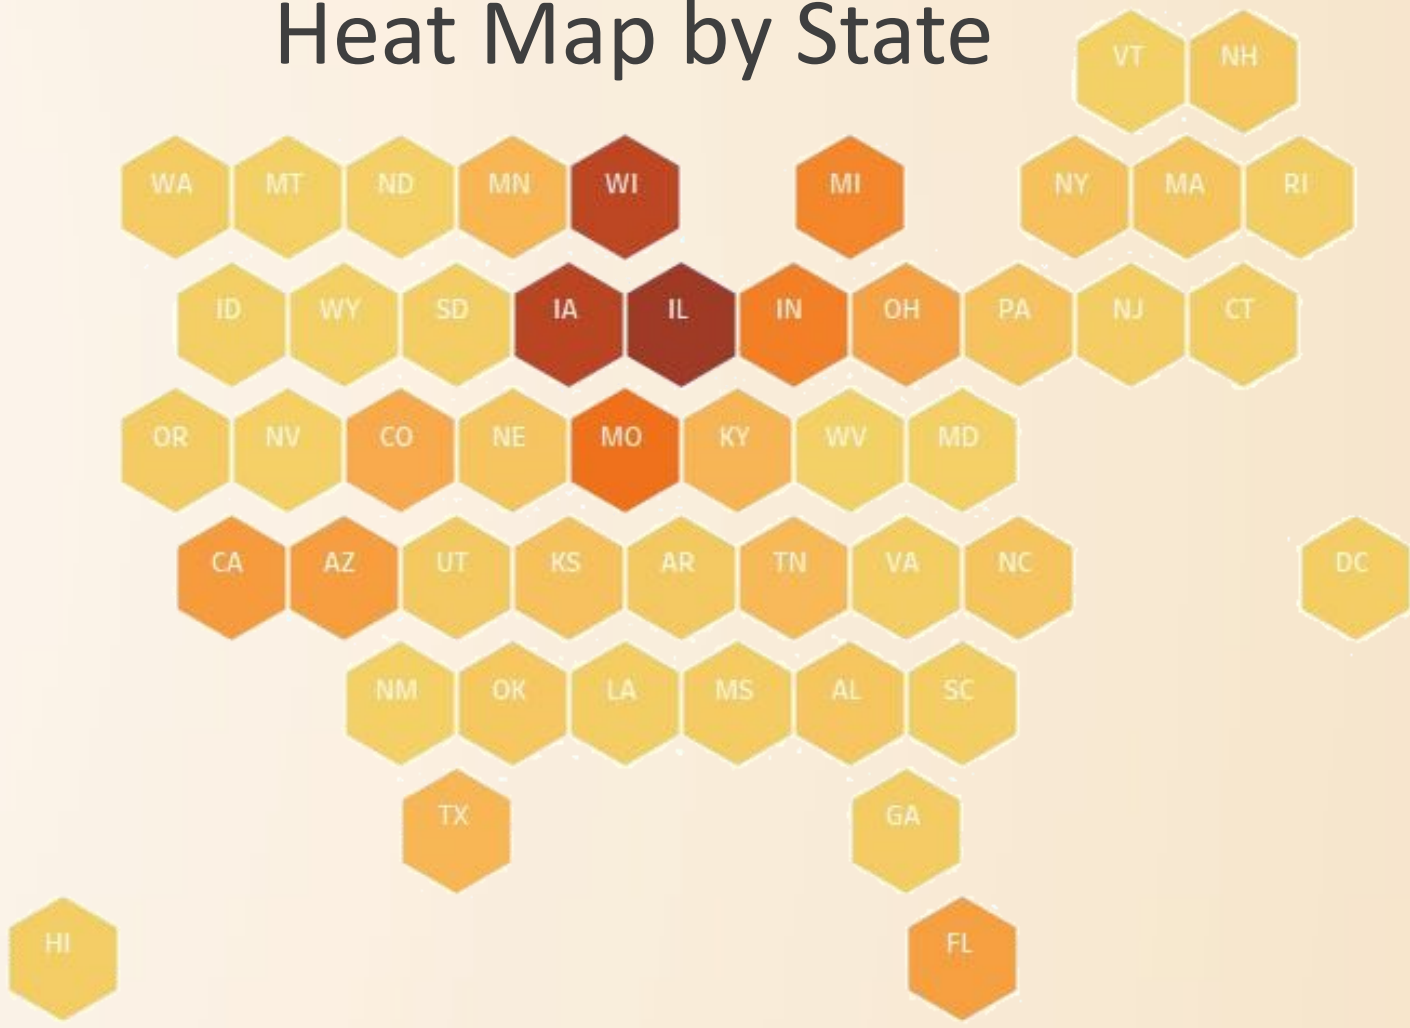 Heat Map by State
VT NH
WA MT ND MN WI MI NY MA RI
ID WY SD IA IL IN OH PA NJ CT
OR NV CO NE MO KY WV MD
CA AZ UT KS AR TN VA NC DC
NM OK LA MS AL SC
TX GA
HI FL